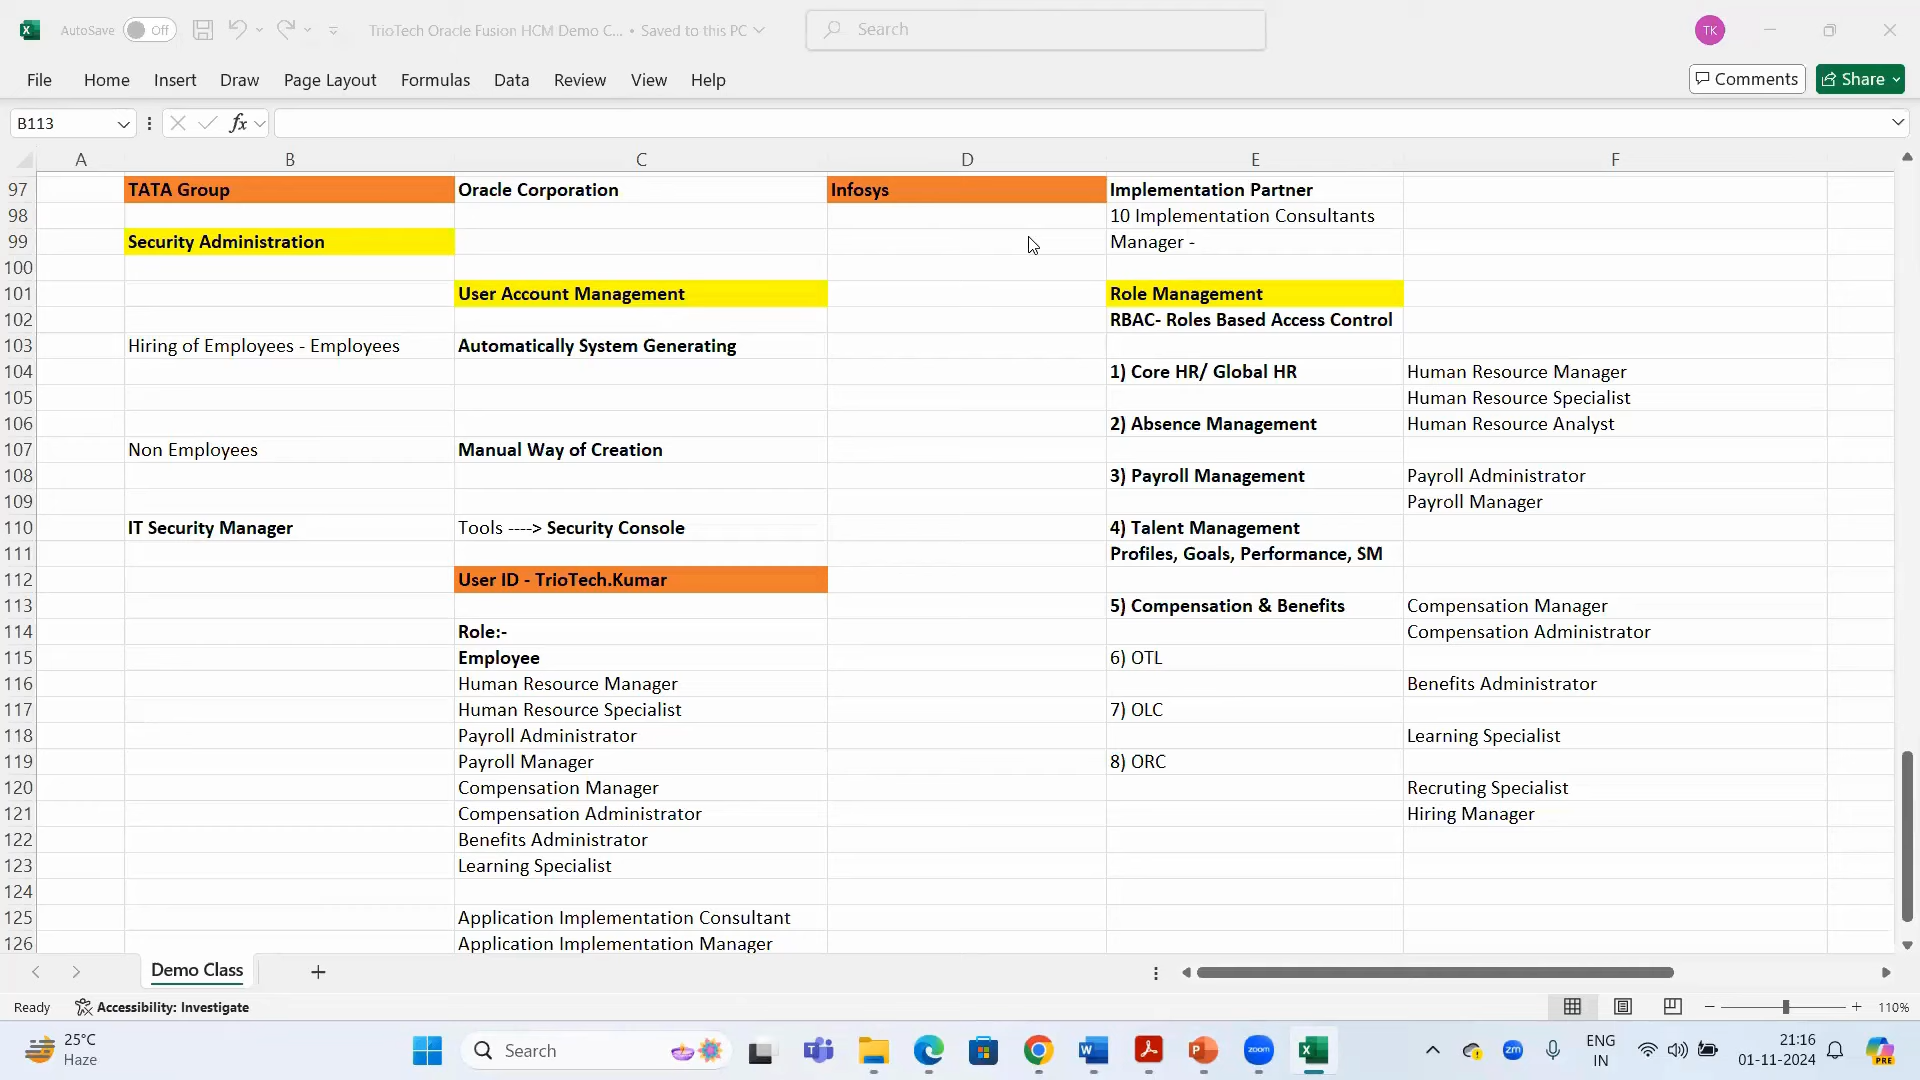 AutoSave Off TrioTech Oracle Fusion HCM Demo C... • Saved to this PC Search TK
File Home Insert Draw Page Layout Formulas Data Review View Help Comments Share
B113 fx
A B C D E F
97 TATA Group Oracle Corporation Infosys Implementation Partner
98 10 Implementation Consultants
99 Security Administration Manager -
100
101 User Account Management Role Management
102 RBAC- Roles Based Access Control
103 Hiring of Employees - Employees Automatically System Generating
104 1) Core HR/ Global HR Human Resource Manager
105 Human Resource Specialist
106 2) Absence Management Human Resource Analyst
107 Non Employees Manual Way of Creation
108 3) Payroll Management Payroll Administrator
109 Payroll Manager
110 IT Security Manager Tools ----> Security Console 4) Talent Management
111 Profiles, Goals, Performance, SM
112 User ID - TrioTech.Kumar
113 5) Compensation & Benefits Compensation Manager
114 Role:- Compensation Administrator
115 Employee 6) OTL
116 Human Resource Manager Benefits Administrator
117 Human Resource Specialist 7) OLC
118 Payroll Administrator Learning Specialist
119 Payroll Manager 8) ORC
120 Compensation Manager Recruting Specialist
121 Compensation Administrator Hiring Manager
122 Benefits Administrator
123 Learning Specialist
124
125 Application Implementation Consultant
126 Application Implementation Manager
Demo Class
Ready Accessibility: Investigate 110%
25°C
Haze
Search
zoom
zm
ENG
IN
21:16
01-11-2024
PRE